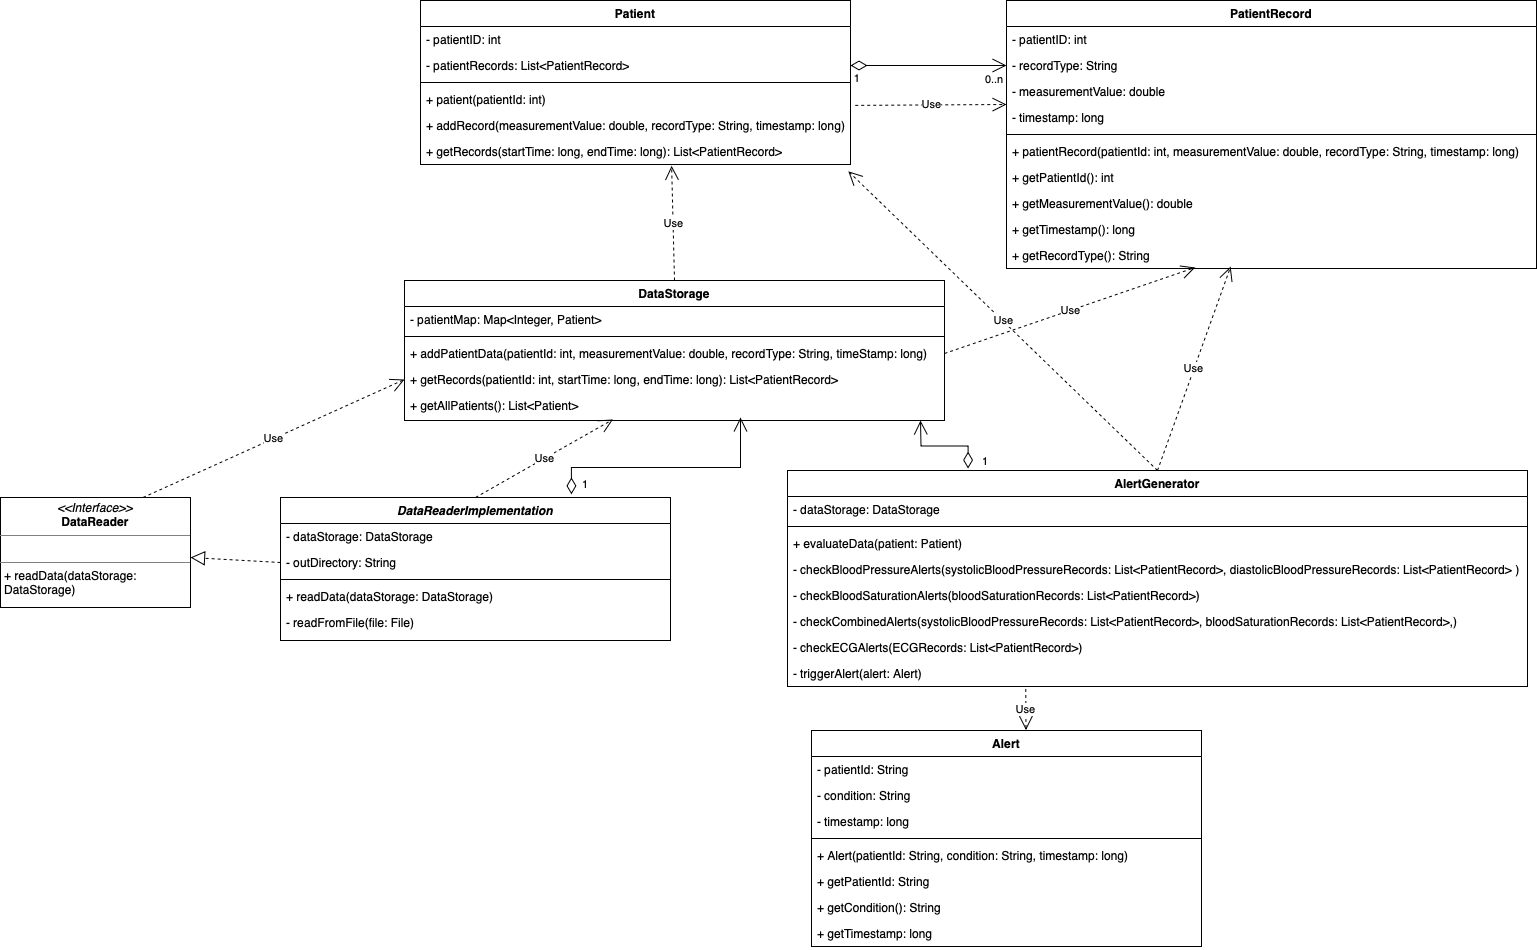 Patient
- patientID: int
- patientRecords: List<PatientRecord>
+ patient(patientId: int)
+ addRecord(measurementValue: double, recordType: String, timestamp: long)
+ getRecords(startTime: long, endTime: long): List<PatientRecord>
1
0..n
Use
PatientRecord
- patientID: int
- recordType: String
- measurementValue: double
- timestamp: long
+ patientRecord(patientId: int, measurementValue: double, recordType: String, timestamp: long)
+ getPatientId(): int
+ getMeasurementValue(): double
+ getTimestamp(): long
+ getRecordType(): String
Use
DataStorage
- patientMap: Map<Integer, Patient>
+ addPatientData(patientId: int, measurementValue: double, recordType: String, timeStamp: long)
+ getRecords(patientId: int, startTime: long, endTime: long): List<PatientRecord>
+ getAllPatients(): List<Patient>
Use
Use
Use
Use
Use
1
1
<<Interface>>
DataReader
+ readData(dataStorage:
DataStorage)
DataReaderImplementation
- dataStorage: DataStorage
- outDirectory: String
+ readData(dataStorage: DataStorage)
- readFromFile(file: File)
AlertGenerator
- dataStorage: DataStorage
+ evaluateData(patient: Patient)
- checkBloodPressureAlerts(systolicBloodPressureRecords: List<PatientRecord>, diastolicBloodPressureRecords: List<PatientRecord> )
- checkBloodSaturationAlerts(bloodSaturationRecords: List<PatientRecord>)
- checkCombinedAlerts(systolicBloodPressureRecords: List<PatientRecord>, bloodSaturationRecords: List<PatientRecord>,)
- checkECGAlerts(ECGRecords: List<PatientRecord>)
- triggerAlert(alert: Alert)
Use
Alert
- patientId: String
- condition: String
- timestamp: long
+ Alert(patientId: String, condition: String, timestamp: long)
+ getPatientId: String
+ getCondition(): String
+ getTimestamp: long